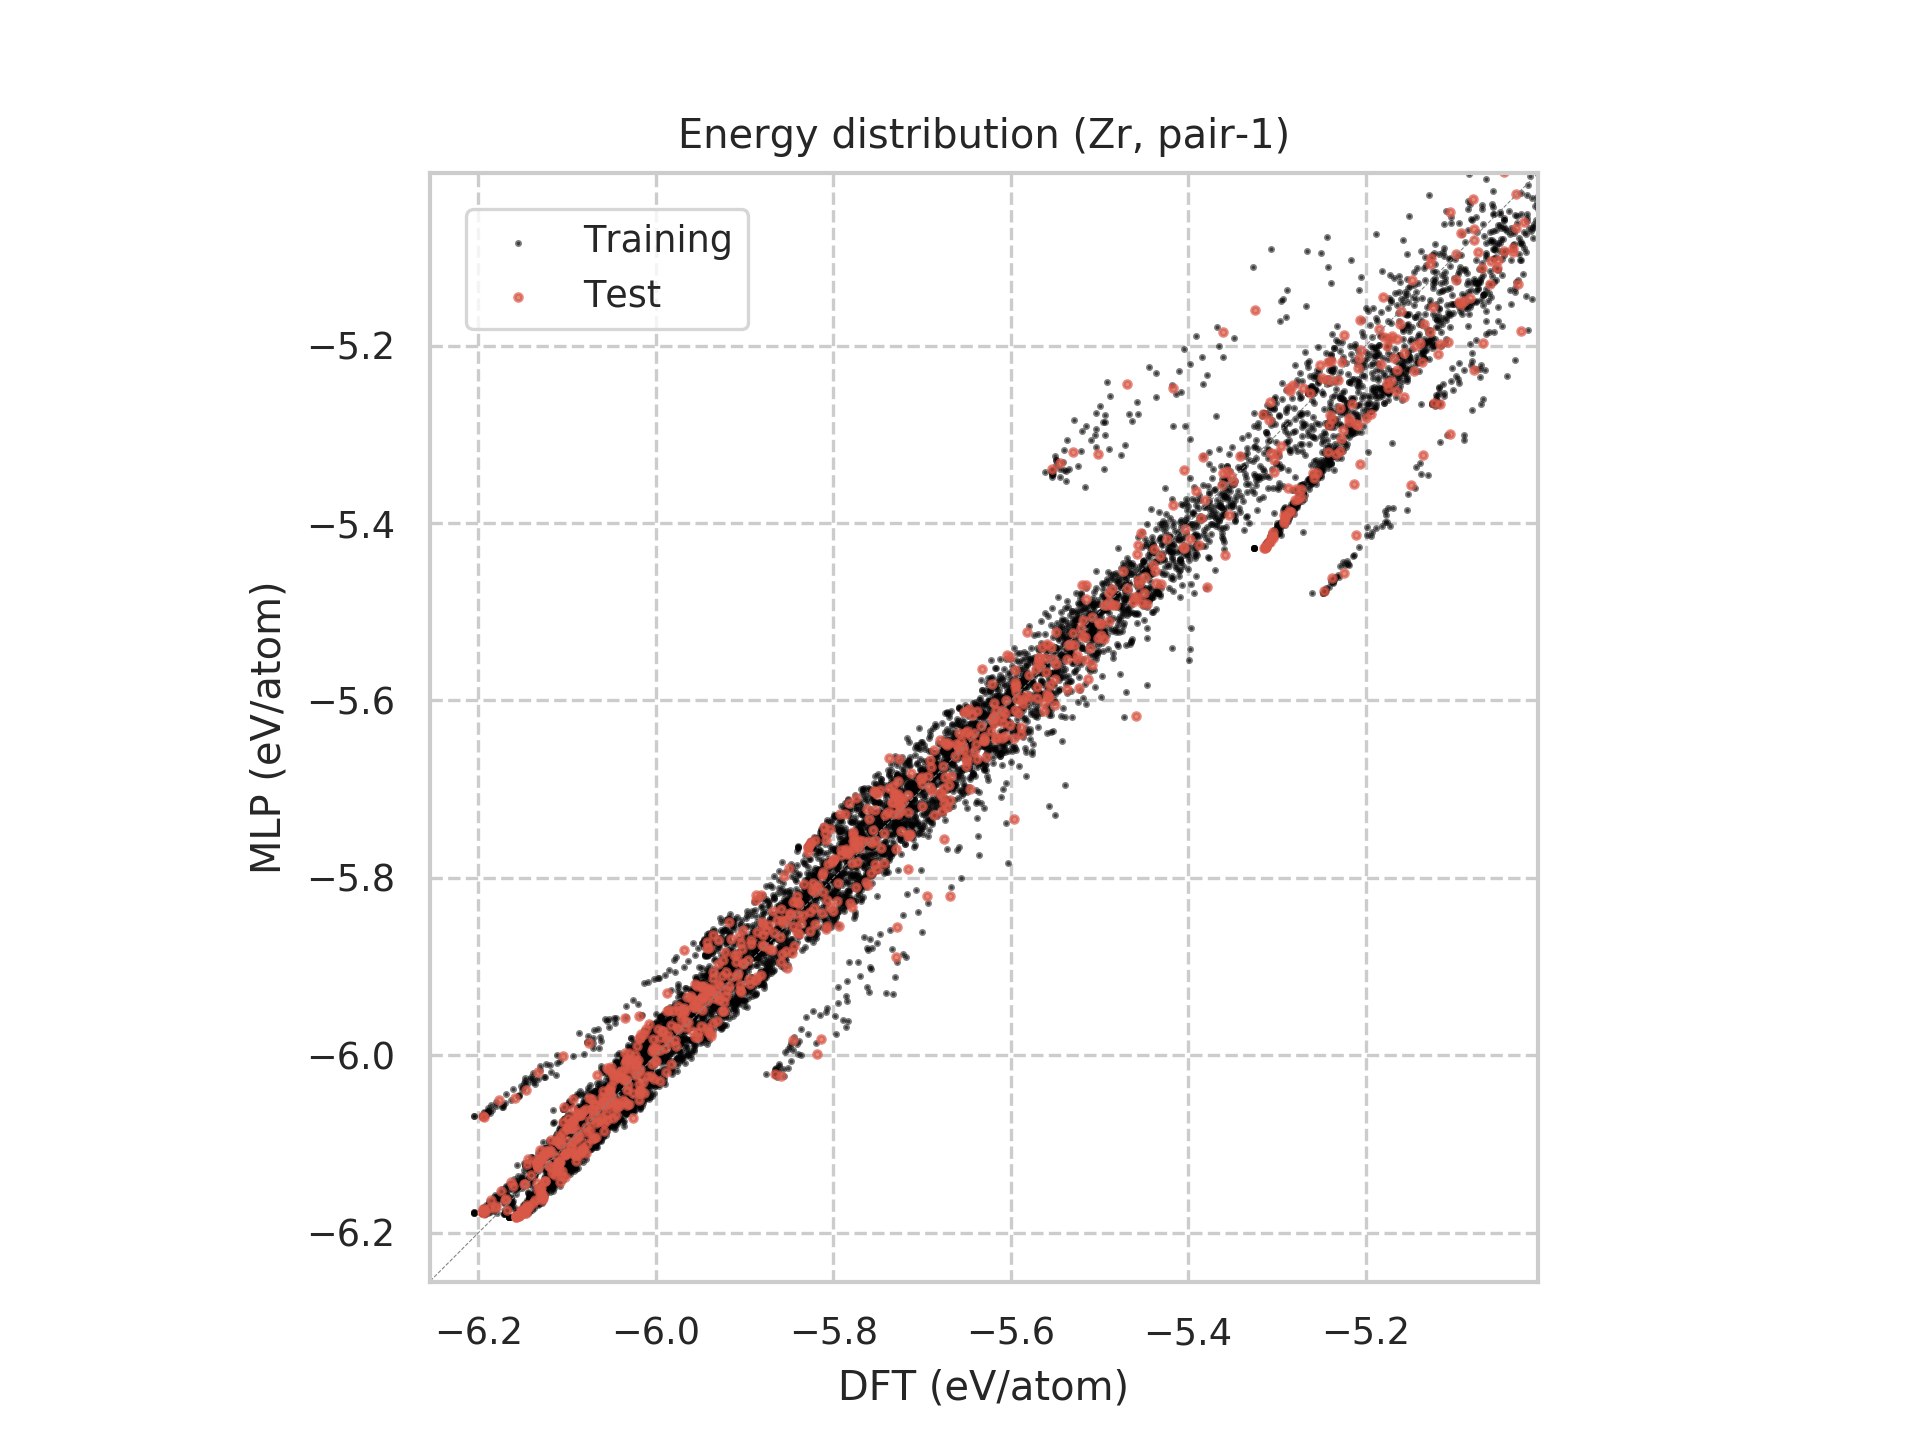 Energy distribution (Zr, pair-1)
Training
Test
−5.2
−5.4
−5.6
−5.8
−6.0
−6.2
MLP (eV/atom)
−6.2 −6.0 −5.8 −5.6 −5.4 −5.2
DFT (eV/atom)